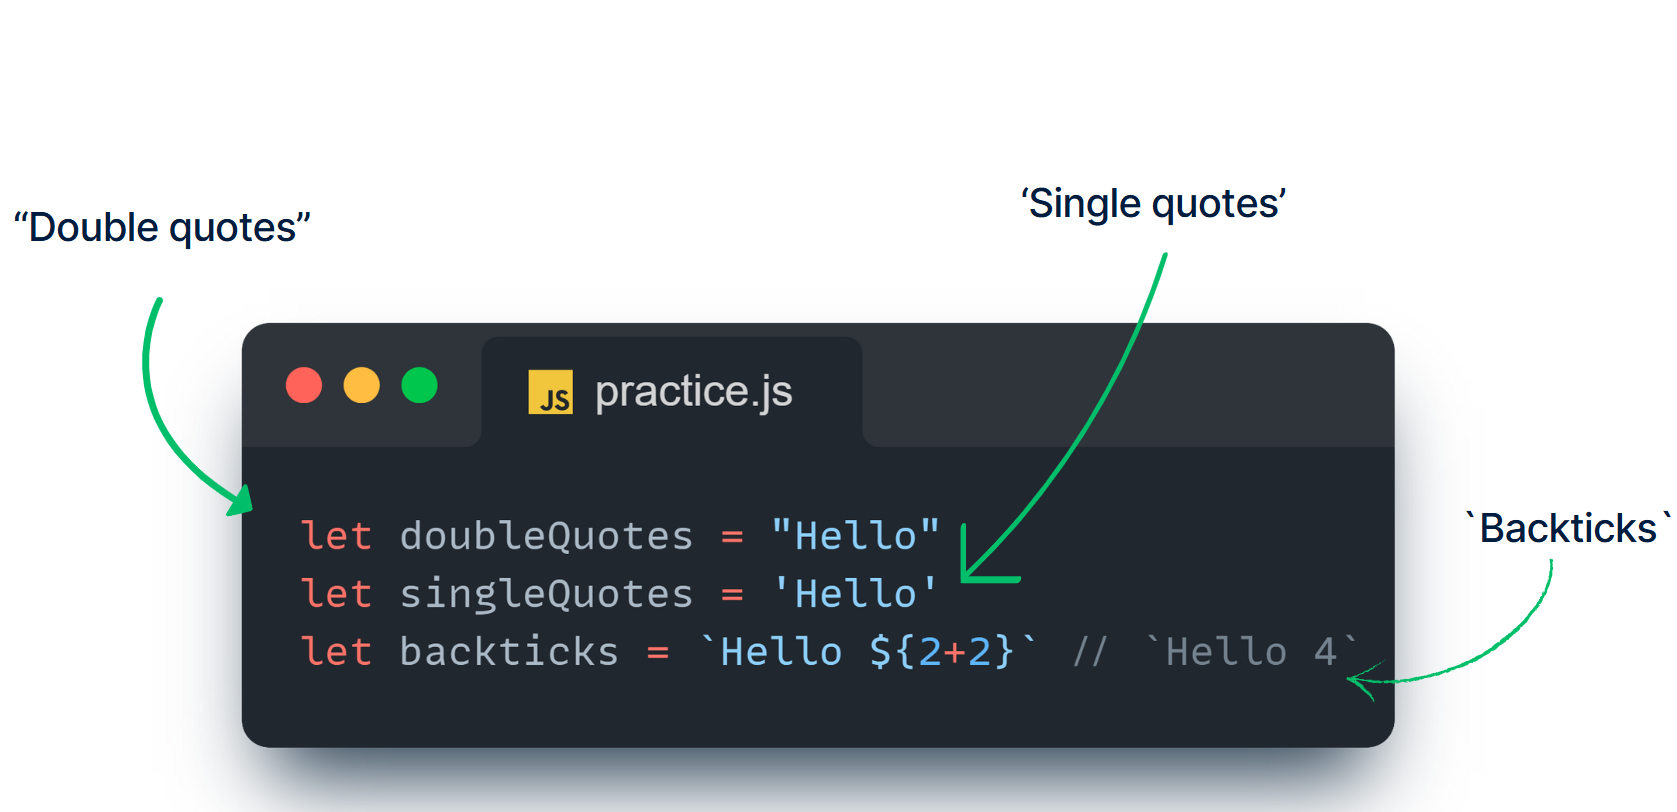 ‘Single quotes’
“Double quotes”
JS practice.js
let doubleQuotes = "Hello"
let singleQuotes = 'Hello'
let backticks = `Hello ${2+2}` // `Hello 4`
`Backticks`